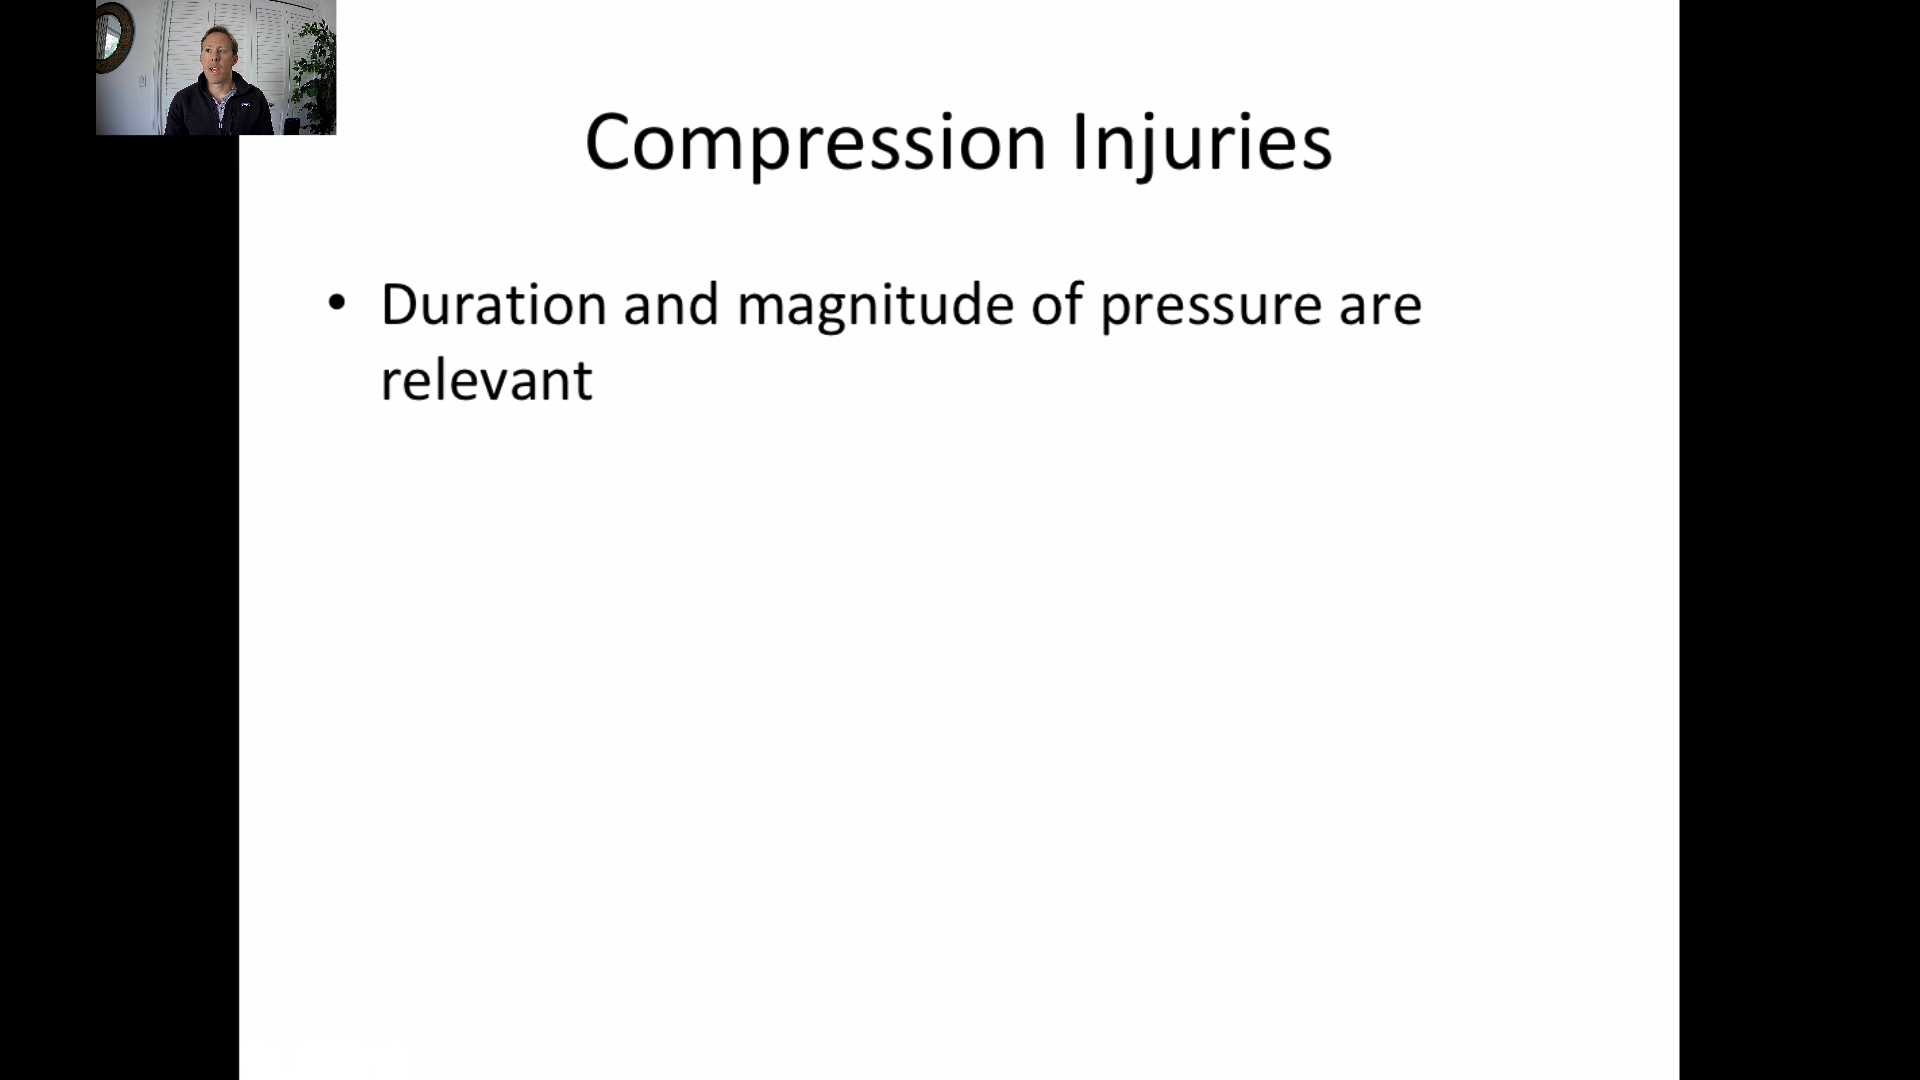 Compression Injuries
• Duration and magnitude of pressure are
relevant